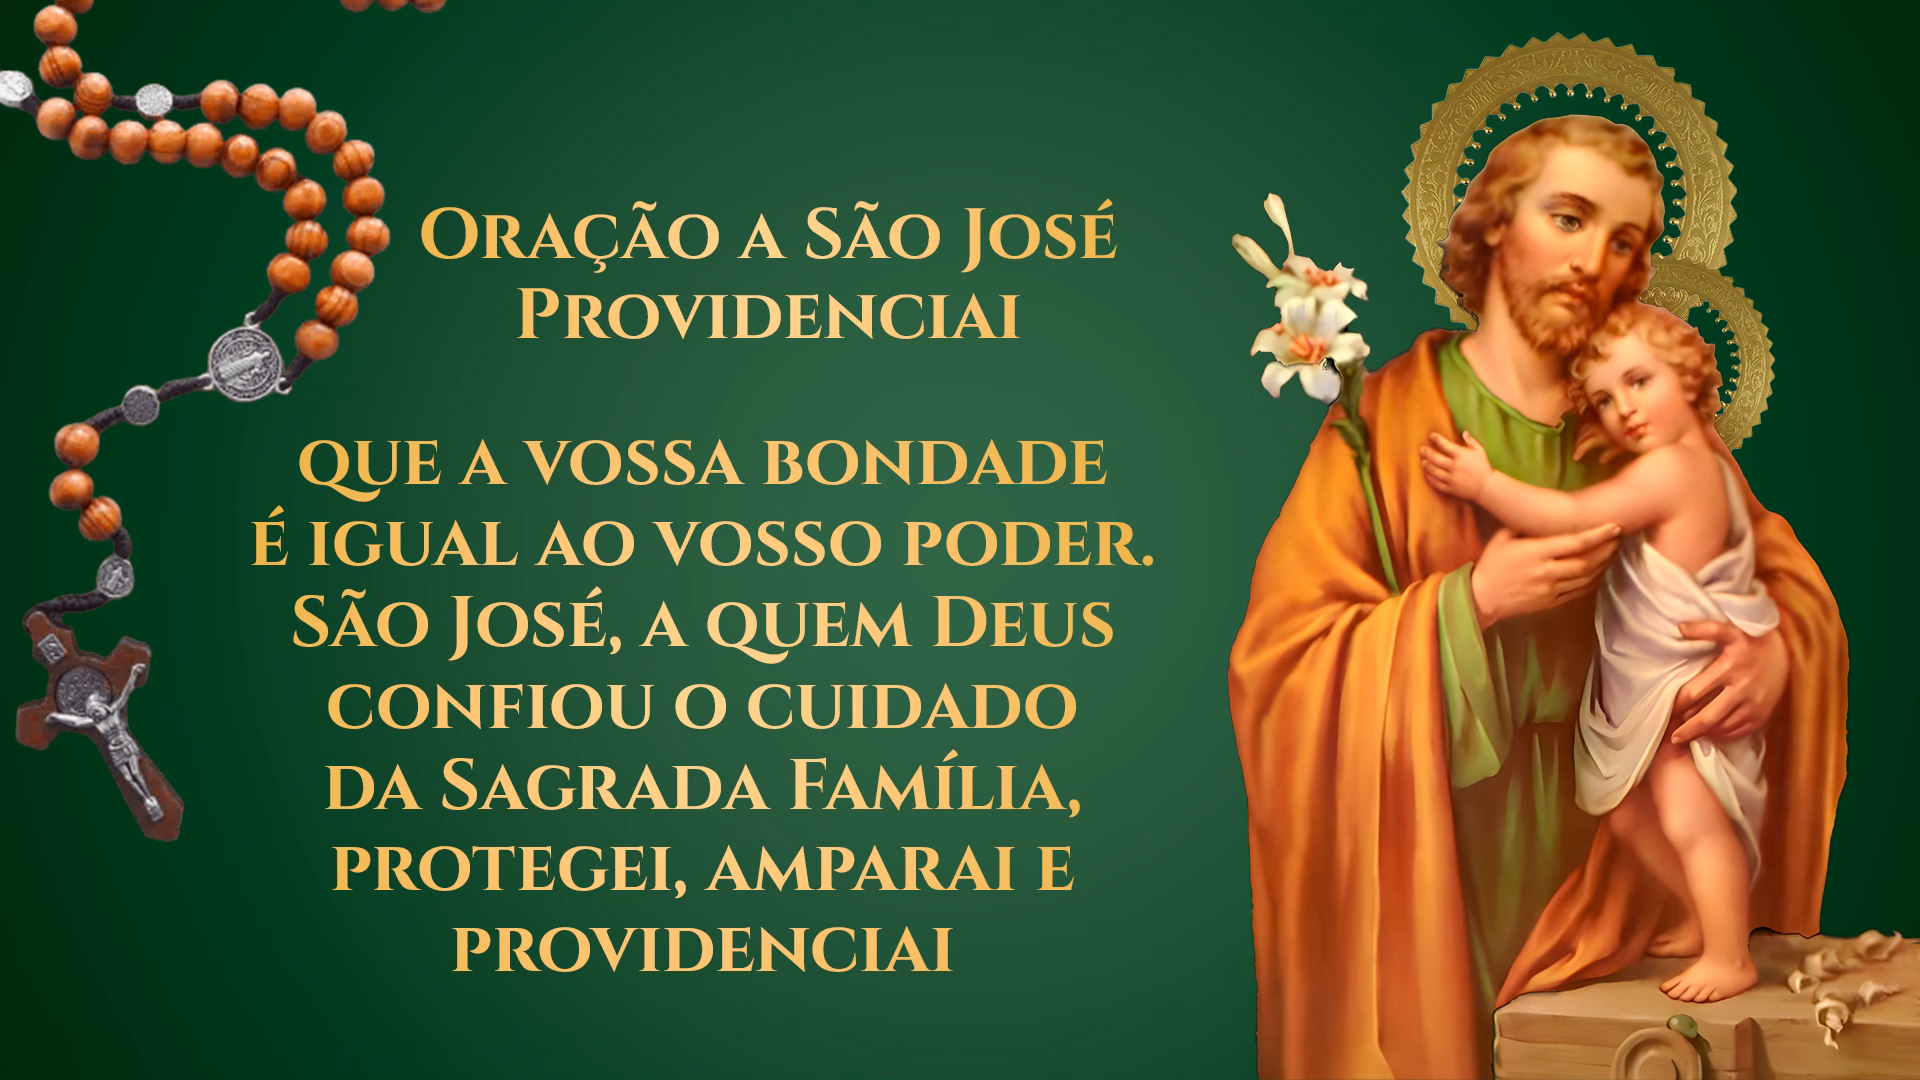 Oração a São José
Providenciai
que a vossa bondade
é igual ao vosso poder.
São José, a quem Deus
confiou o cuidado
da Sagrada Família,
protegei, amparai e
providenciai